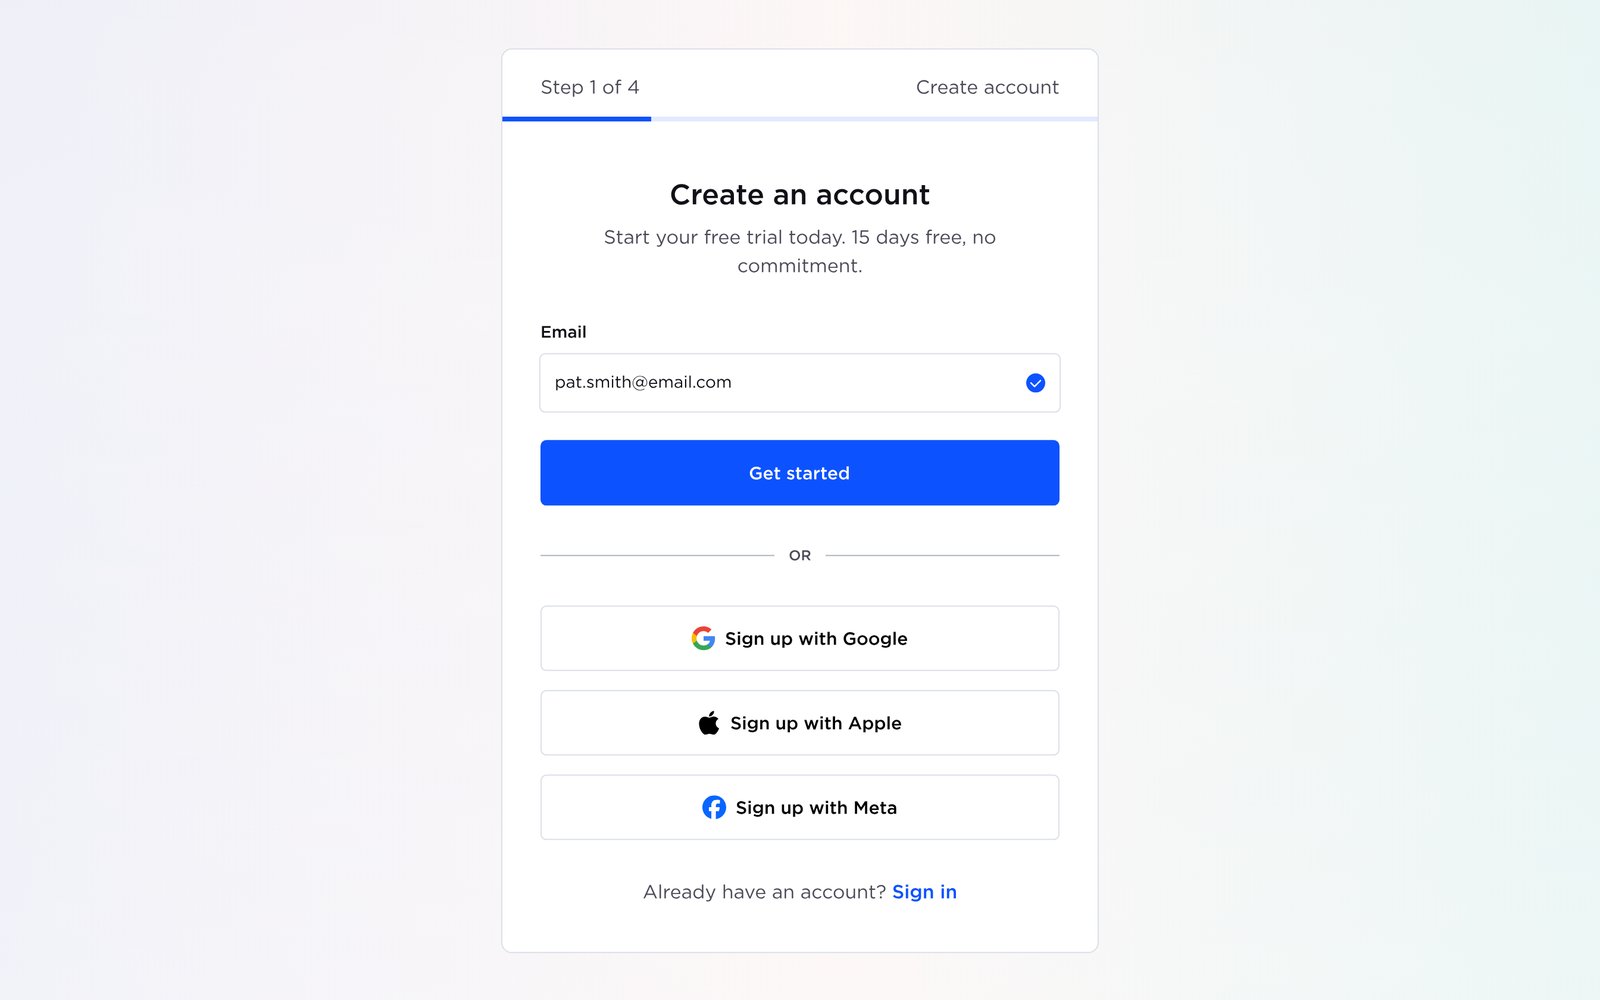 Step 1 of 4
Create account
Create an account
Start your free trial today. 15 days free, no
commitment.
Email
pat.smith@email.com
Get started
OR
Sign up with Google
Sign up with Apple
Sign up with Meta
Already have an account? Sign in